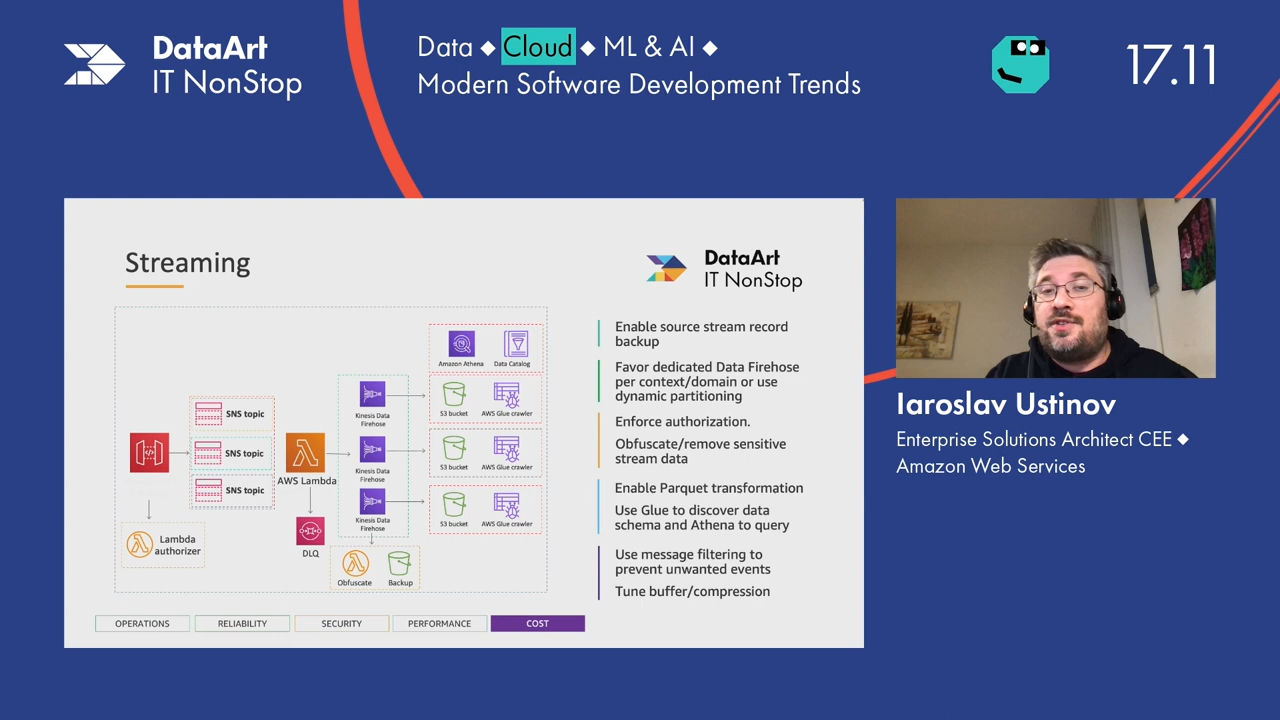 DataArt
IT NonStop
Data ◆ Cloud ◆ ML & AI ◆
Modern Software Development Trends
17.11
Streaming
DataArt
IT NonStop
SNS topic
SNS topic
SNS topic
Lambda
authorizer
AWS Lambda
DLQ
Kinesis Data
Firehose
Kinesis Data
Firehose
Kinesis Data
Firehose
Obfuscate
Backup
Amazon Athena
Data Catalog
S3 bucket
AWS Glue crawler
S3 bucket
AWS Glue crawler
S3 bucket
AWS Glue crawler
Enable source stream record
backup
Favor dedicated Data Firehose
per context/domain or use
dynamic partitioning
Enforce authorization.
Obfuscate/remove sensitive
stream data
Enable Parquet transformation
Use Glue to discover data
schema and Athena to query
Use message filtering to
prevent unwanted events
Tune buffer/compression
OPERATIONS
RELIABILITY
SECURITY
PERFORMANCE
COST
Iaroslav Ustinov
Enterprise Solutions Architect CEE ◆
Amazon Web Services